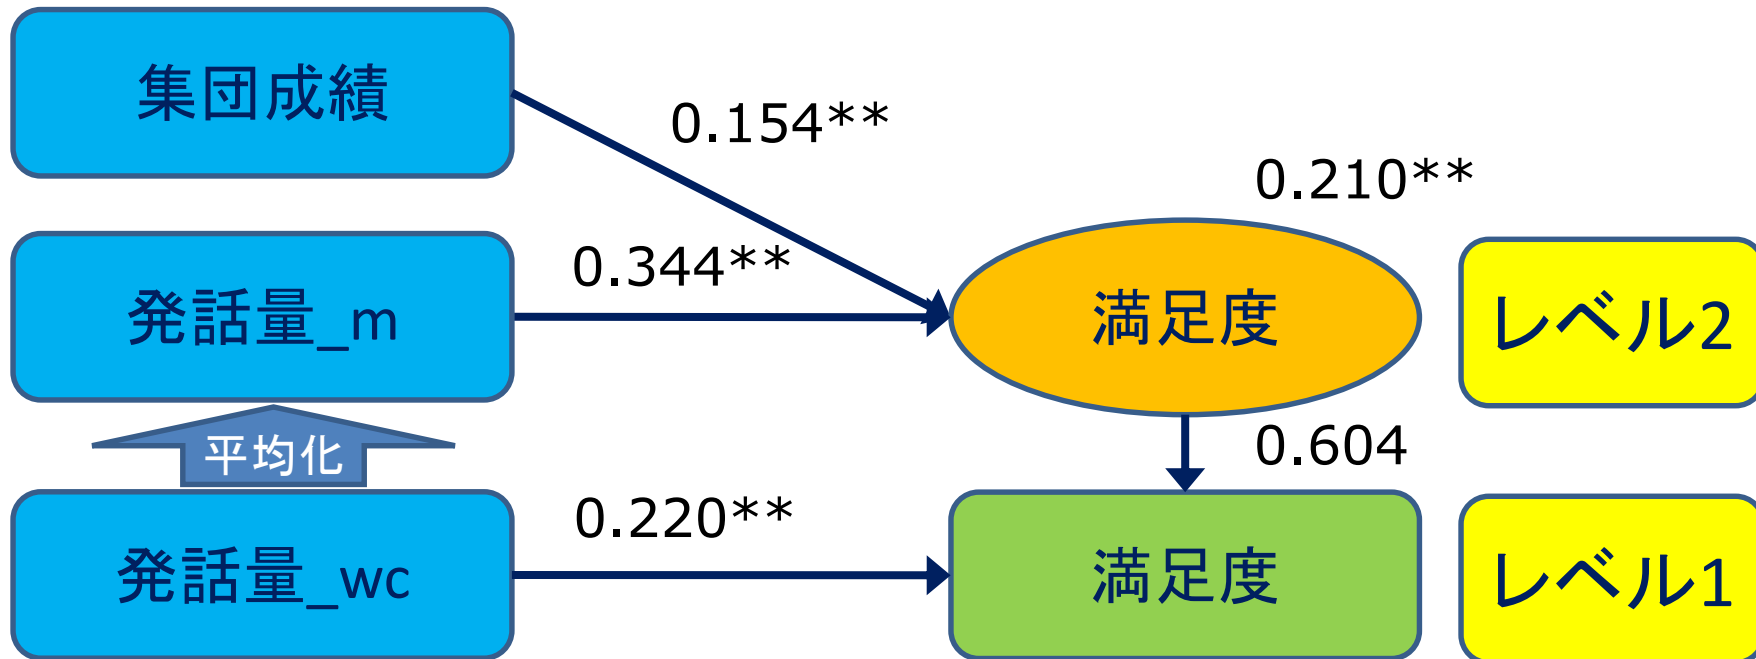 集団成績
0.154**
0.210**
発話量_m
0.344**
満足度
レベル2
平均化
0.604
発話量_wc
0.220**
満足度
レベル1